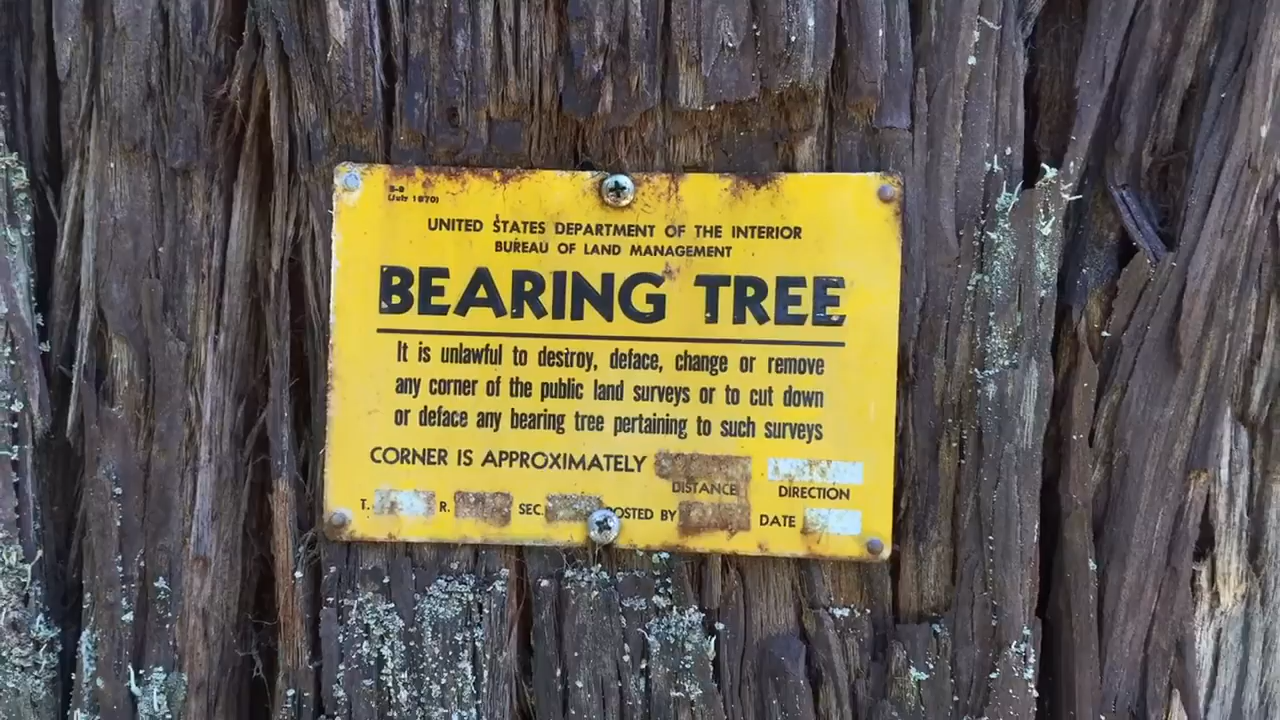 (July 1970)
UNITED STATES DEPARTMENT OF THE INTERIOR
BUREAU OF LAND MANAGEMENT
BEARING TREE
It is unlawful to destroy, deface, change or remove
any corner of the public land surveys or to cut down
or deface any bearing tree pertaining to such surveys
CORNER IS APPROXIMATELY
DISTANCE DIRECTION
T. R. SEC. POSTED BY DATE